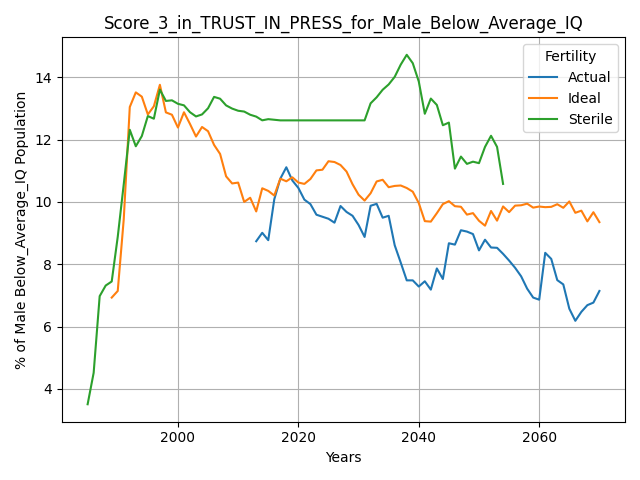 Score_3_in_TRUST_IN_PRESS_for_Male_Below_Average_IQ
% of Male Below_Average_IQ Population
14
12
10
8
6
4
Fertility
Actual
Ideal
Sterile
2000 2020 2040 2060
Years